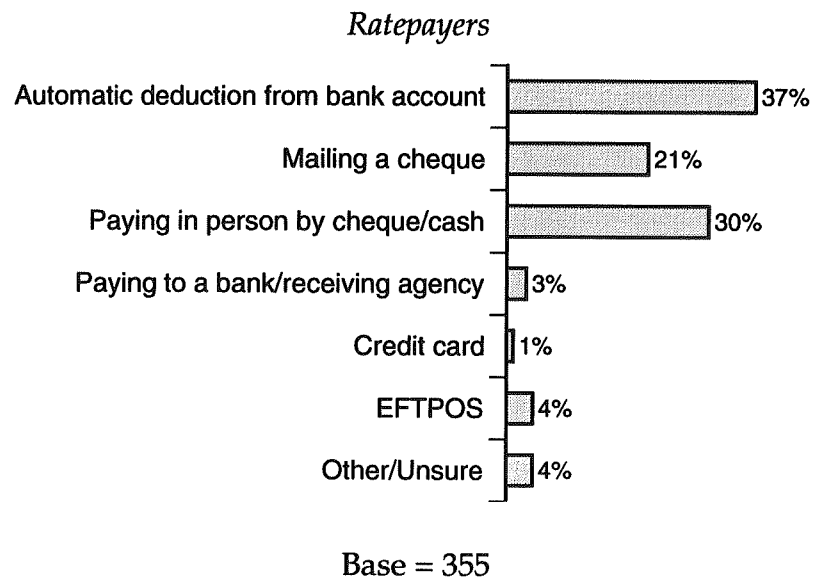 Ratepayers
Automatic deduction from bank account 37%
Mailing a cheque 21%
Paying in person by cheque/cash 30%
Paying to a bank/receiving agency 3%
Credit card 1%
EFTPOS 4%
Other/Unsure 4%
Base = 355